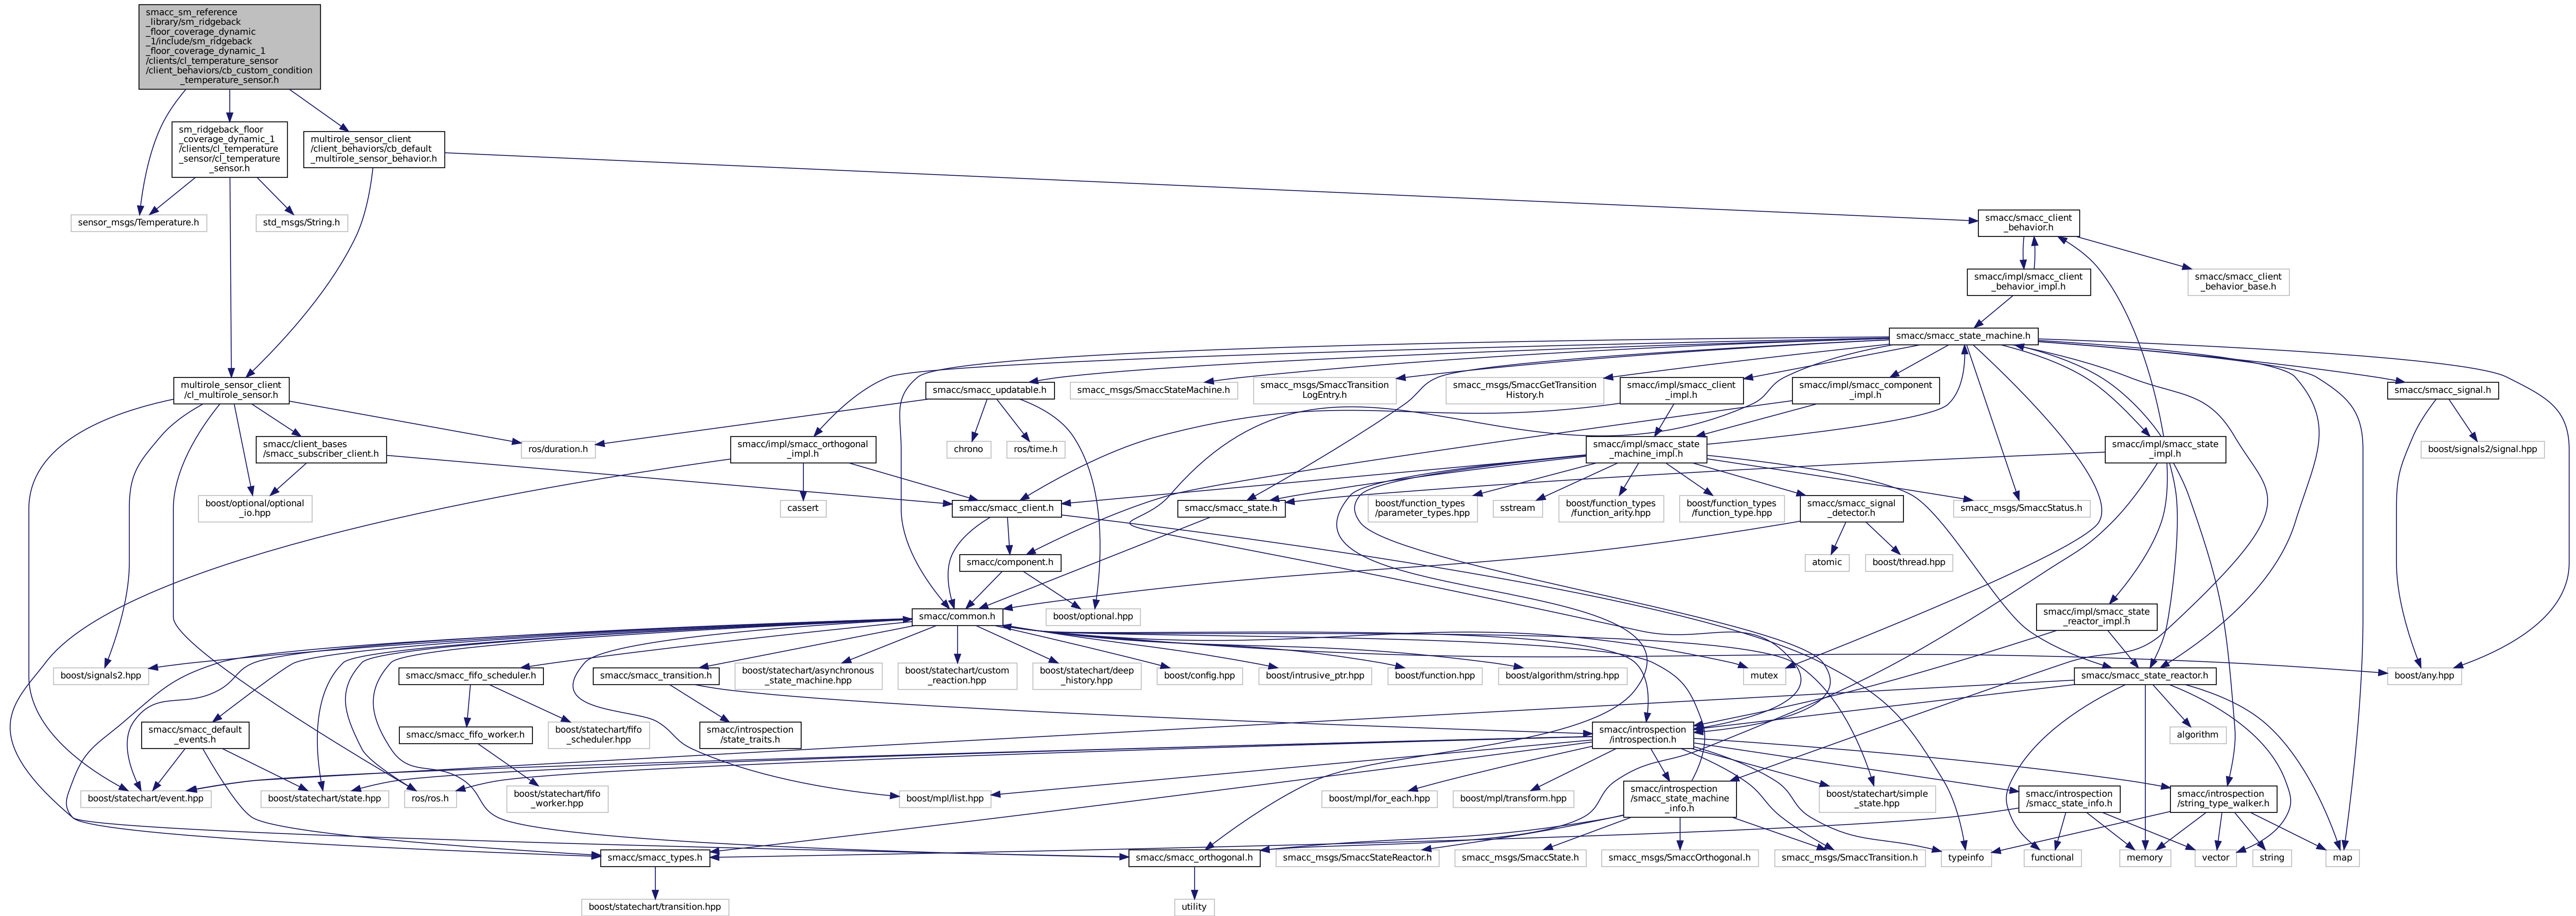 smacc_sm_reference
_library/sm_ridgeback
_floor_coverage_dynamic
_1/include/sm_ridgeback
_floor_coverage_dynamic_1
/clients/cl_temperature_sensor
/client_behaviors/cb_custom_condition
_temperature_sensor.h
sm_ridgeback_floor
_coverage_dynamic_1
/clients/cl_temperature
_sensor/cl_temperature
_sensor.h
multirole_sensor_client
/client_behaviors/cb_default
_multirole_sensor_behavior.h
sensor_msgs/Temperature.h
std_msgs/String.h
smacc/smacc_client
_behavior.h
smacc/impl/smacc_client
_behavior_impl.h
smacc/smacc_client
_behavior_base.h
smacc/smacc_state_machine.h
multirole_sensor_client
/cl_multirole_sensor.h
smacc/smacc_updatable.h
smacc_msgs/SmaccStateMachine.h
smacc_msgs/SmaccTransition
LogEntry.h
smacc_msgs/SmaccGetTransition
History.h
smacc/impl/smacc_client
_impl.h
smacc/impl/smacc_component
_impl.h
smacc/smacc_signal.h
smacc/client_bases
/smacc_subscriber_client.h
ros/duration.h
smacc/impl/smacc_orthogonal
_impl.h
chrono
ros/time.h
smacc/impl/smacc_state
_machine_impl.h
smacc/impl/smacc_state
_impl.h
boost/signals2/signal.hpp
boost/optional/optional
_io.hpp
cassert
smacc/smacc_client.h
smacc/smacc_state.h
boost/function_types
/parameter_types.hpp
sstream
boost/function_types
/function_arity.hpp
boost/function_types
/function_type.hpp
smacc/smacc_signal
_detector.h
smacc_msgs/SmaccStatus.h
smacc/component.h
atomic
boost/thread.hpp
smacc/common.h
boost/optional.hpp
smacc/impl/smacc_state
_reactor_impl.h
boost/signals2.hpp
smacc/smacc_fifo_scheduler.h
smacc/smacc_transition.h
boost/statechart/asynchronous
_state_machine.hpp
boost/statechart/custom
_reaction.hpp
boost/statechart/deep
_history.hpp
boost/config.hpp
boost/intrusive_ptr.hpp
boost/function.hpp
boost/algorithm/string.hpp
mutex
smacc/smacc_state_reactor.h
boost/any.hpp
smacc/smacc_default
_events.h
smacc/smacc_fifo_worker.h
boost/statechart/fifo
_scheduler.hpp
smacc/introspection
/state_traits.h
smacc/introspection
/introspection.h
algorithm
boost/statechart/event.hpp
boost/statechart/state.hpp
ros/ros.h
boost/statechart/fifo
_worker.hpp
boost/mpl/list.hpp
boost/mpl/for_each.hpp
boost/mpl/transform.hpp
smacc/introspection
/smacc_state_machine
_info.h
boost/statechart/simple
_state.hpp
smacc/introspection
/smacc_state_info.h
smacc/introspection
/string_type_walker.h
smacc/smacc_types.h
smacc/smacc_orthogonal.h
smacc_msgs/SmaccStateReactor.h
smacc_msgs/SmaccState.h
smacc_msgs/SmaccOrthogonal.h
smacc_msgs/SmaccTransition.h
typeinfo
functional
memory
vector
string
map
boost/statechart/transition.hpp
utility